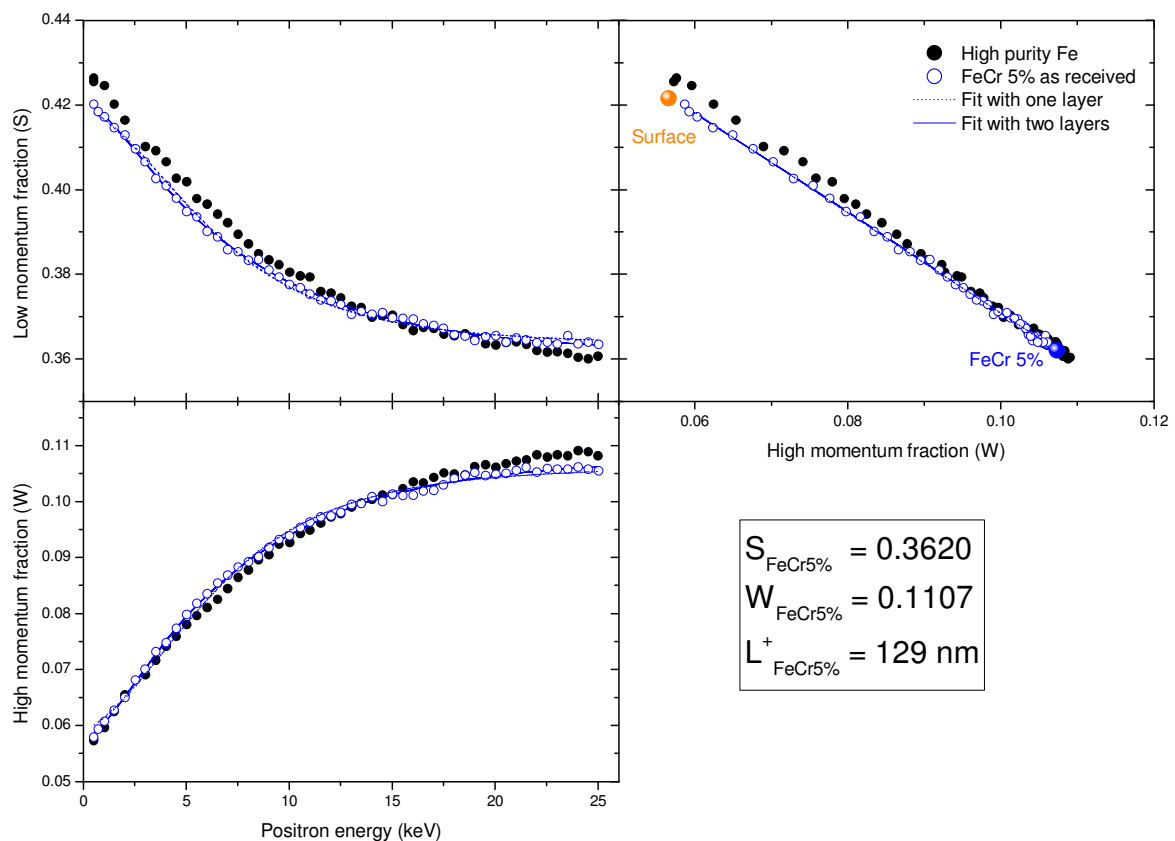 0.44
0.42
0.40
0.38
0.36
Low momentum fraction (S)
High purity Fe
FeCr 5% as received
Fit with one layer
Fit with two layers
Surface
FeCr 5%
0.06 0.08 0.10 0.12
High momentum fraction (W)
0.11
0.10
0.09
0.08
0.07
0.06
0.05
High momentum fraction (W)
0 5 10 15 20 25
Positron energy (keV)
S FeCr5% = 0.3620
W FeCr5% = 0.1107
L+ FeCr5% = 129 nm